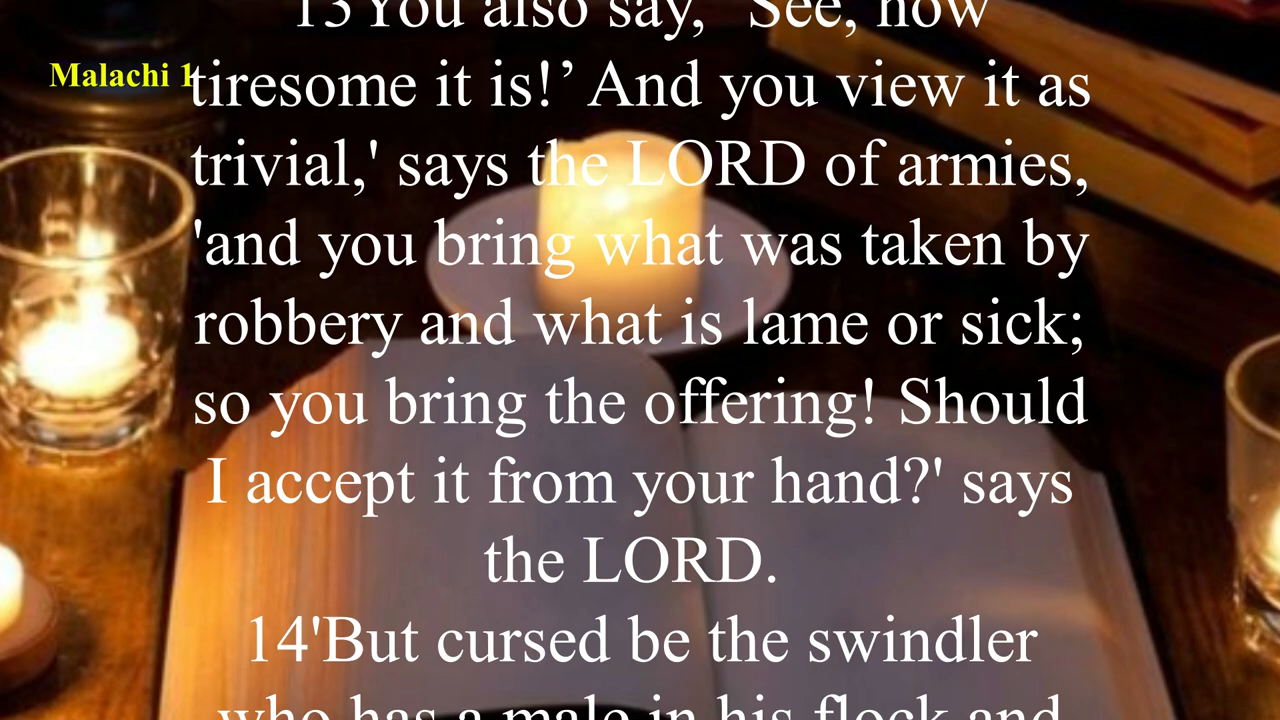 13You also say, 'See, how
Malachi 1
tiresome it is!’ And you view it as
trivial,' says the LORD of armies,
'and you bring what was taken by
robbery and what is lame or sick;
so you bring the offering! Should
I accept it from your hand?' says
the LORD.
14'But cursed be the swindler
who has a male in his flock and